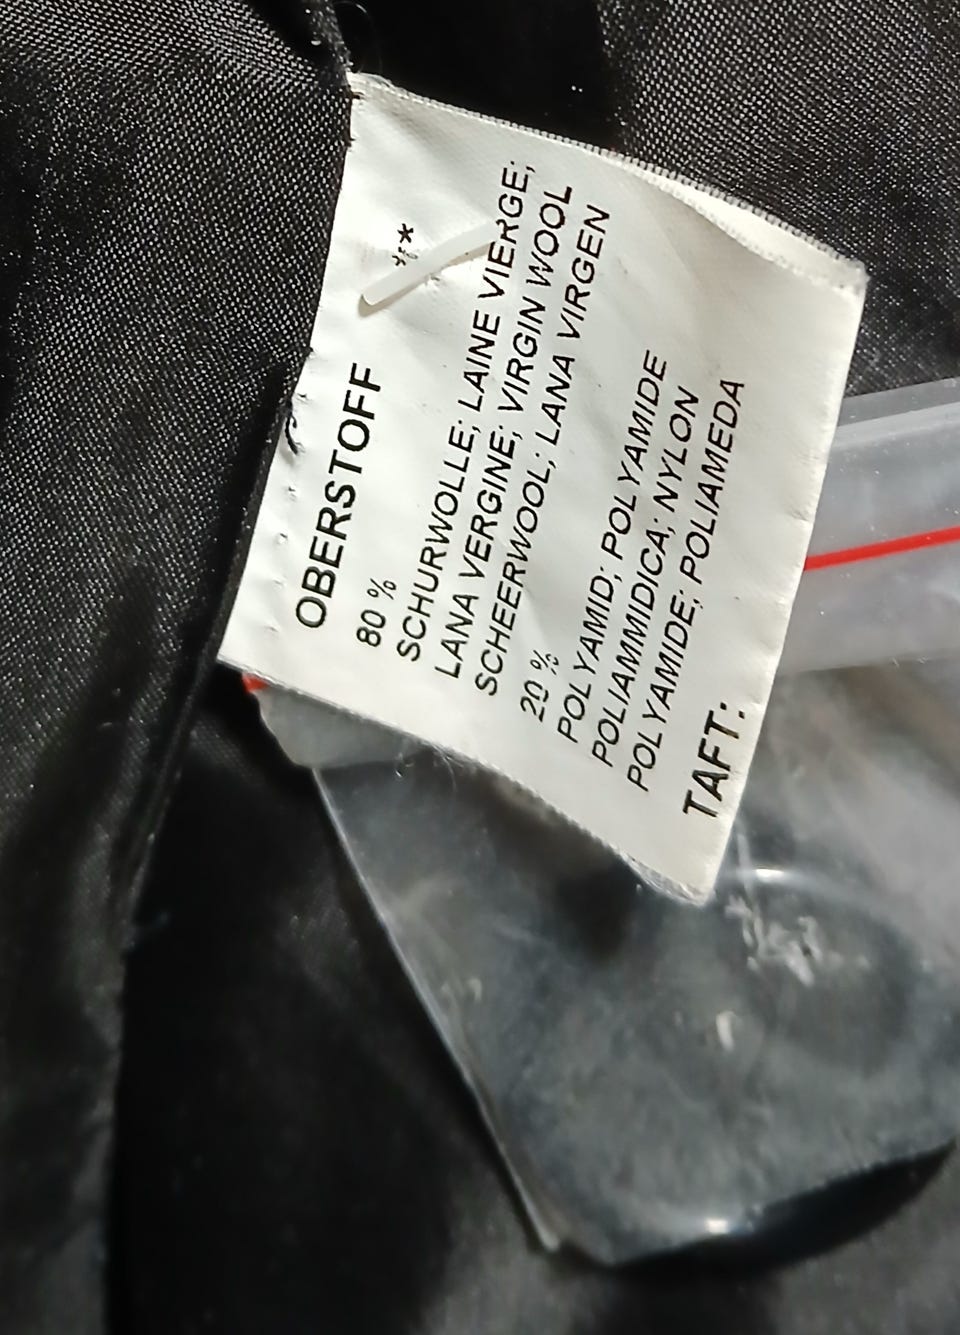 **
OBERSTOFF
80 %
SCHURWOLLE; LAINE VIERGE;
LANA VERGINE; VIRGIN WOOL
SCHEERWOOL; LANA VIRGEN
20 %
POLYAMID; POLYAMIDE
POLIAMMIDICA; NYLON
POLYAMIDE; POLIAMEDA
TAFT: